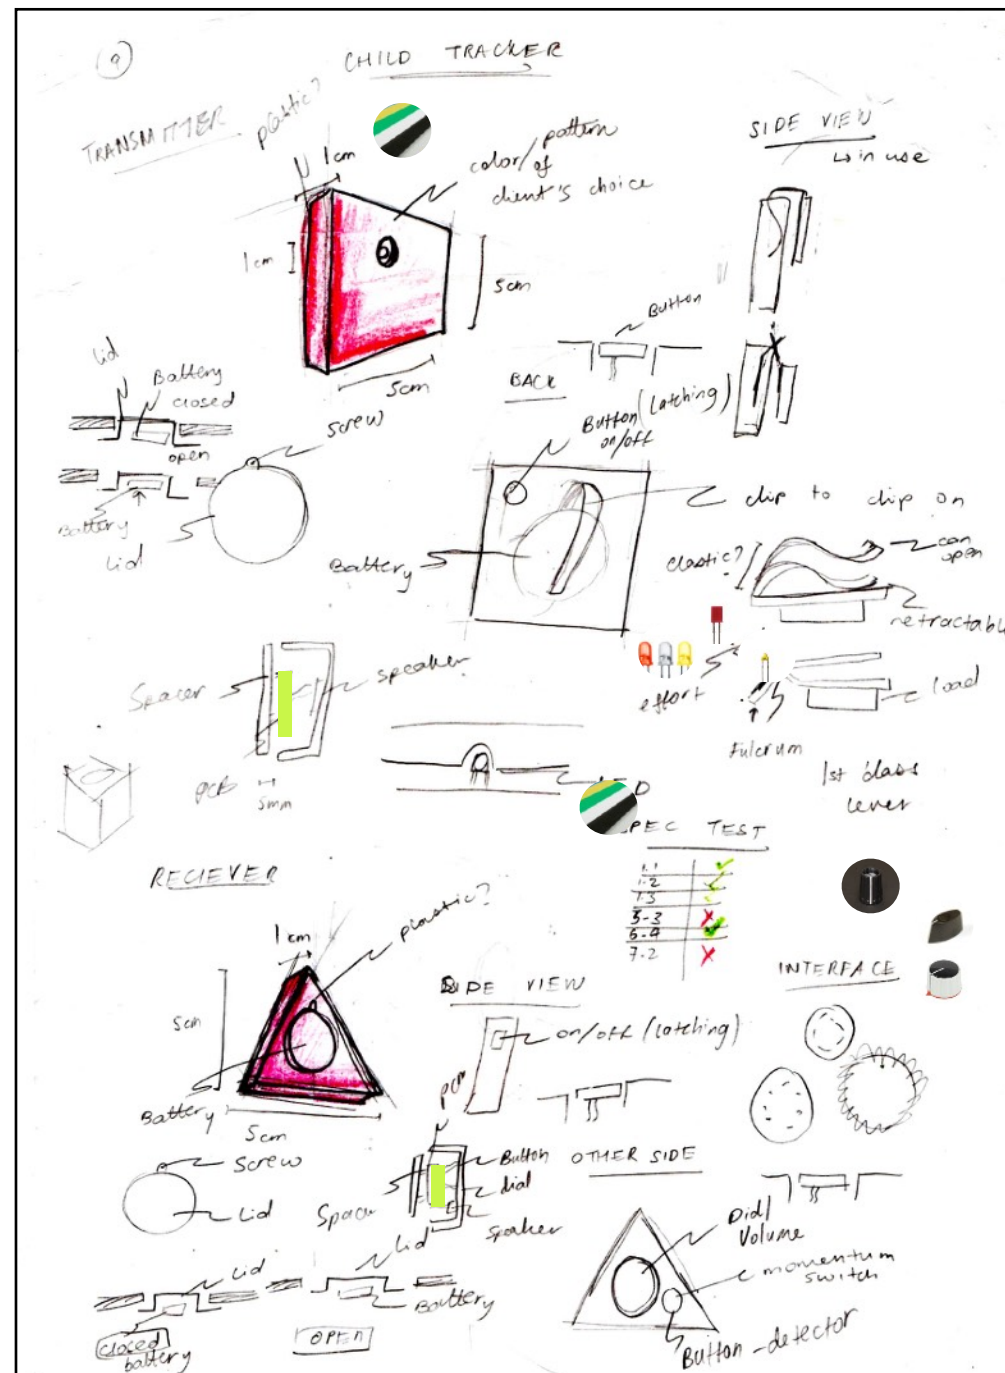 9
CHILD TRACKER
TRANSMITTER
plastic?
1cm
color/pattern
of
client's choice
SIDE VIEW
↳ in use
1cm
5cm
5cm
Button
lid
Battery
closed
open
Battery
Lid
Screw
BACK
Button (latching)
on/off
Battery
clip to clip on
elastic?
can
open
retractable
effort
load
Fulcrum
1st class
lever
Spacer
speaker
PCB
5mm
D
PEC TEST
1.1 ✓
1.2 ✓
1.3
5-3 X
6-4 ✓
7.2 X
RECIEVER
1cm
plastic?
5cm
Battery
5cm
Screw
Lid
SIDE VIEW
on/off (latching)
INTERFACE
Button
dial
Spacer
speaker
OTHER SIDE
Dial/
Volume
momentum
switch
Button-detector
Lid
closed
battery
Lid
Battery
OPEN